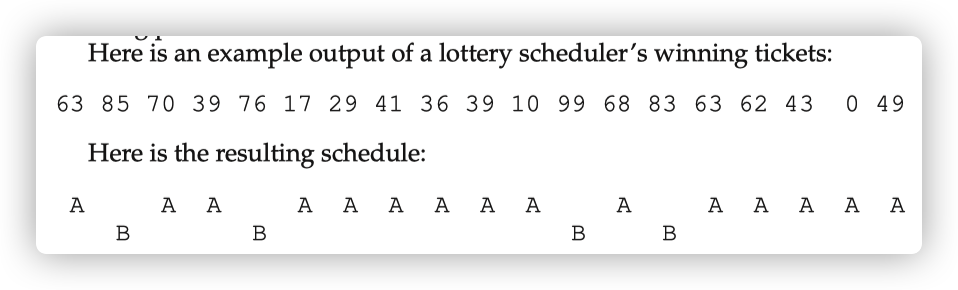 Here is an example output of a lottery scheduler’s winning tickets:
63 85 70 39 76 17 29 41 36 39 10 99 68 83 63 62 43 0 49
Here is the resulting schedule:
A A A A A A A A A A A A A A A
B B B B